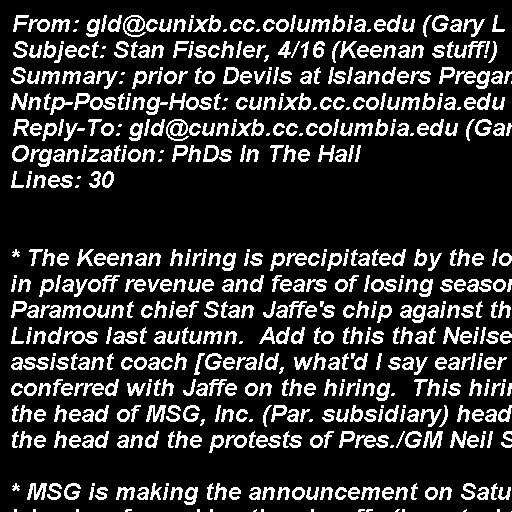 From: gld@cunixb.cc.columbia.edu (Gary L
Subject: Stan Fischler, 4/16 (Keenan stuff!)
Summary: prior to Devils at Islanders Pregam
Nntp-Posting-Host: cunixb.cc.columbia.edu
Reply-To: gld@cunixb.cc.columbia.edu (Gar
Organization: PhDs In The Hall
Lines: 30
* The Keenan hiring is precipitated by the lo
in playoff revenue and fears of losing season
Paramount chief Stan Jaffe's chip against th
Lindros last autumn. Add to this that Neilse
assistant coach [Gerald, what'd I say earlier
conferred with Jaffe on the hiring. This hirin
the head of MSG, Inc. (Par. subsidiary) head
the head and the protests of Pres./GM Neil S
* MSG is making the announcement on Satu